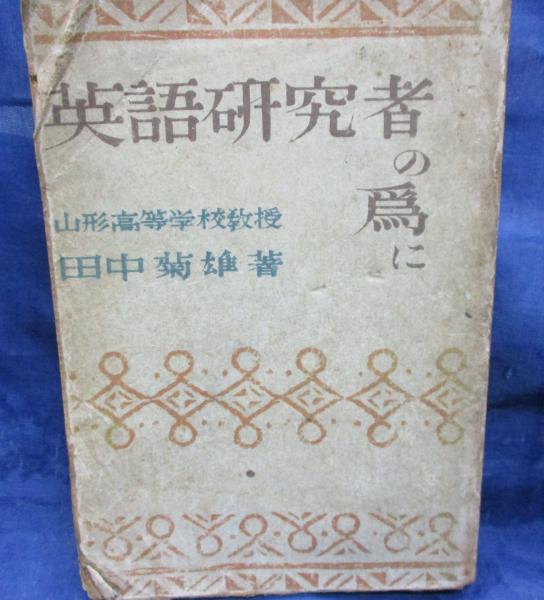 英語研究者
の爲に
山形高等学校教授
田中菊雄著